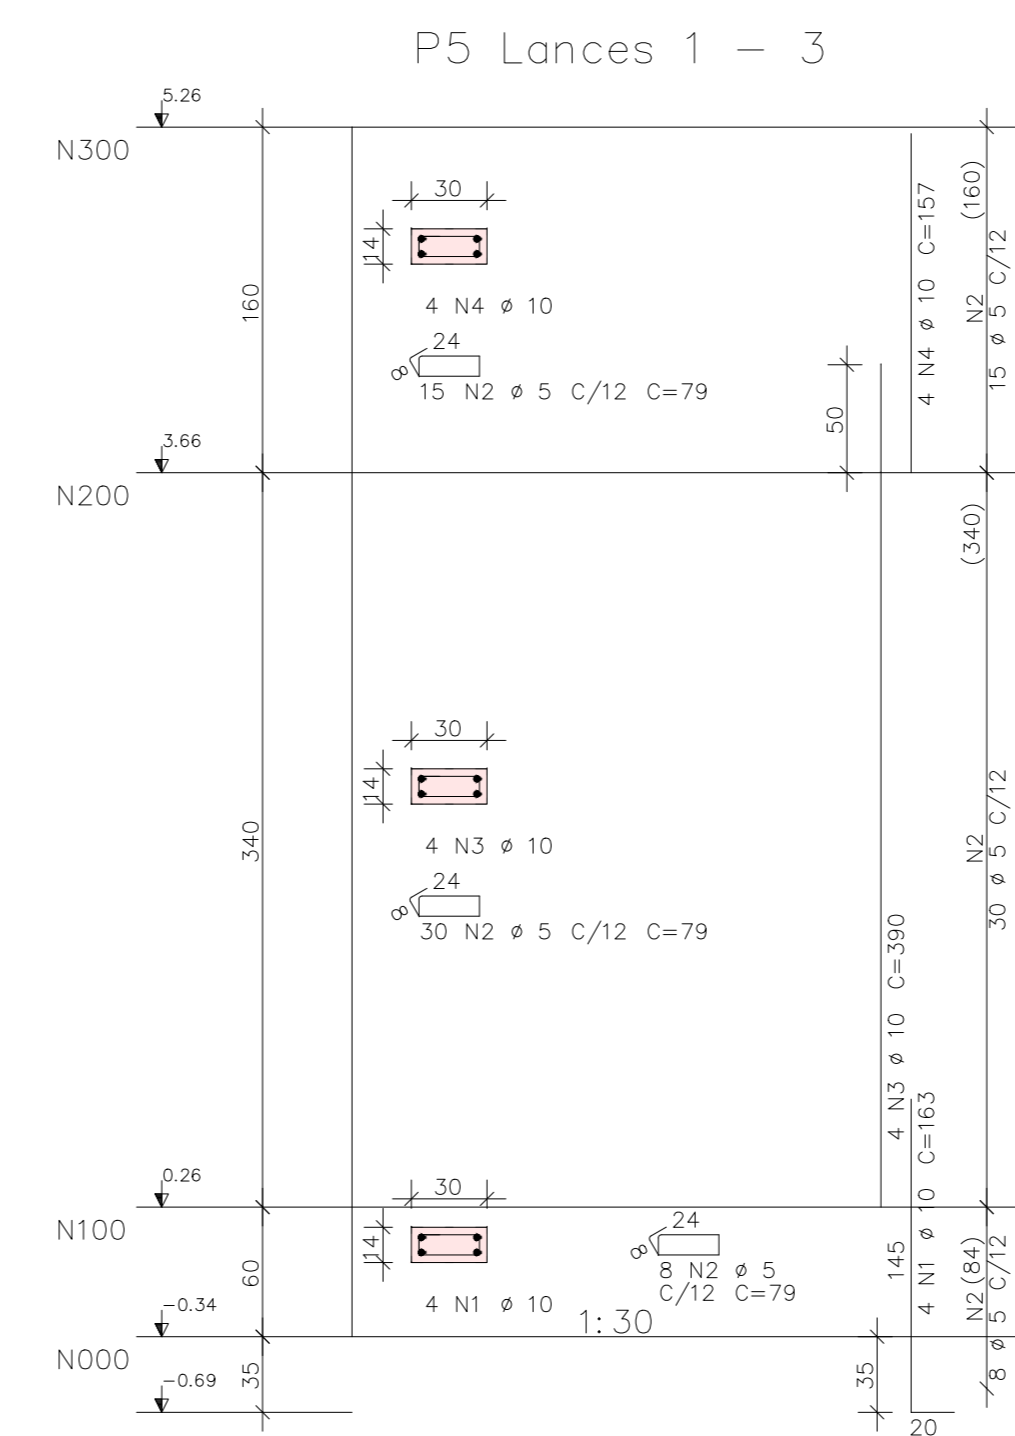 P5 Lances 1 - 3
5.26
N300
30
14
160
4 N4 ø 10
24
8
15 N2 ø 5 C/12 C=79
50
4 N4 ø 10 C=157
(160)
N2
15 ø 5 C/12
3.66
N200
(340)
30
14
340
4 N3 ø 10
24
8
30 N2 ø 5 C/12 C=79
4 N3 ø 10 C=390
N2
30 ø 5 C/12
0.26
N100
30
14
60
4 N1 ø 10
24
8
8 N2 ø 5
C/12 C=79
145
4 N1 ø 10 C=163
N2(84)
8 ø 5 C/12
-0.34
1:30
N000
-0.69
35
35
20